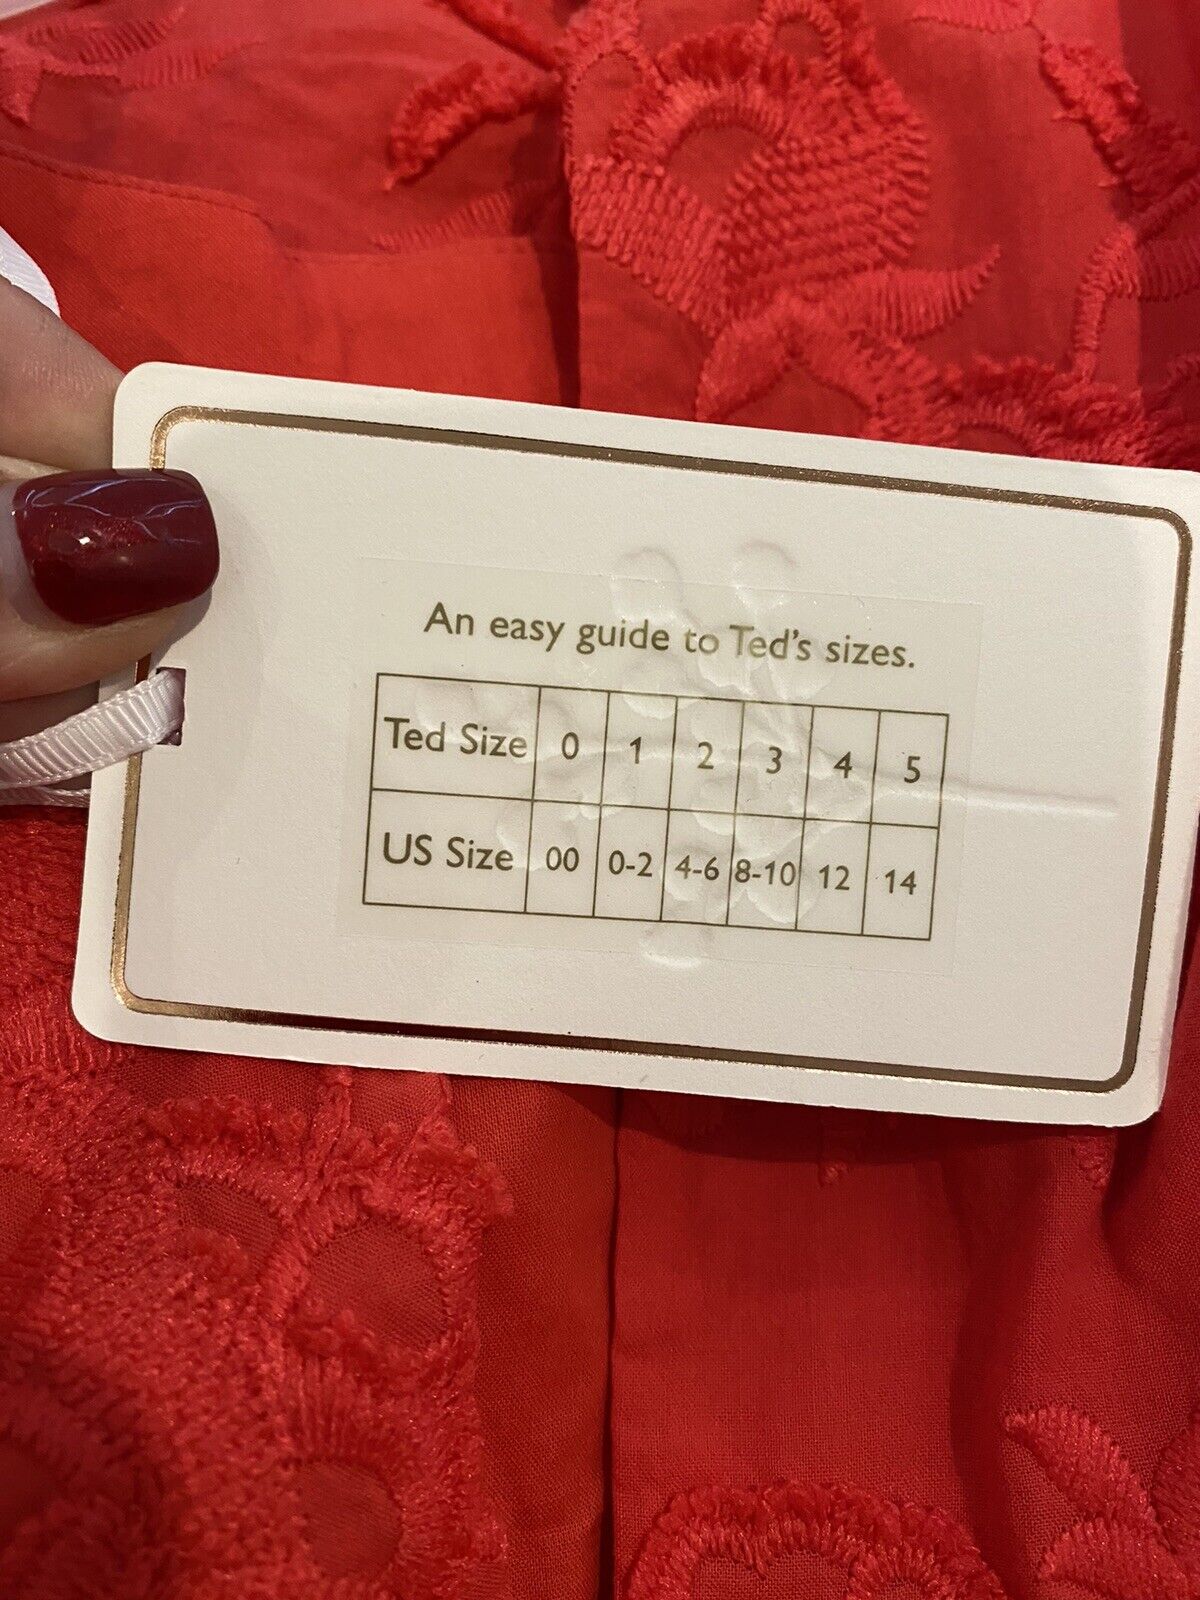 An easy guide to Ted's sizes.
Ted Size 0 1 2 3 4 5
US Size 00 0-2 4-6 8-10 12 14